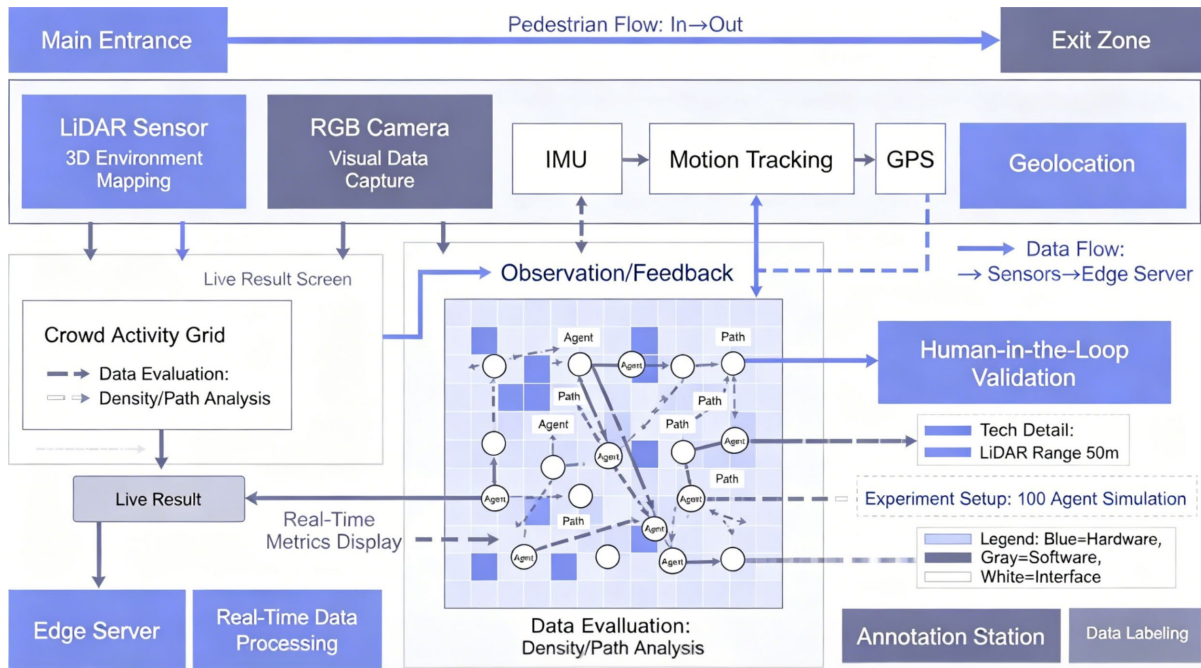 Main Entrance
Pedestrian Flow: In→Out
Exit Zone
LiDAR Sensor
3D Environment
Mapping
RGB Camera
Visual Data
Capture
IMU
Motion Tracking
GPS
Geolocation
Live Result Screen
Observation/Feedback
Data Flow:
→ Sensors→Edge Server
Crowd Activity Grid
Data Evaluation:
Density/Path Analysis
Agent
Path
Agent
Human-in-the-Loop
Validation
Path
Path
Path
Agent
Agent
Agent
Tech Detail:
LiDAR Range 50m
Path
Live Result
Agent
Agent
Experiment Setup: 100 Agent Simulation
Real-Time
Metrics Display
Path
Agent
Agent
Agent
Legend: Blue=Hardware,
Gray=Software,
White=Interface
Edge Server
Real-Time Data
Processing
Data Evalluation:
Density/Path Analysis
Annotation Station
Data Labeling